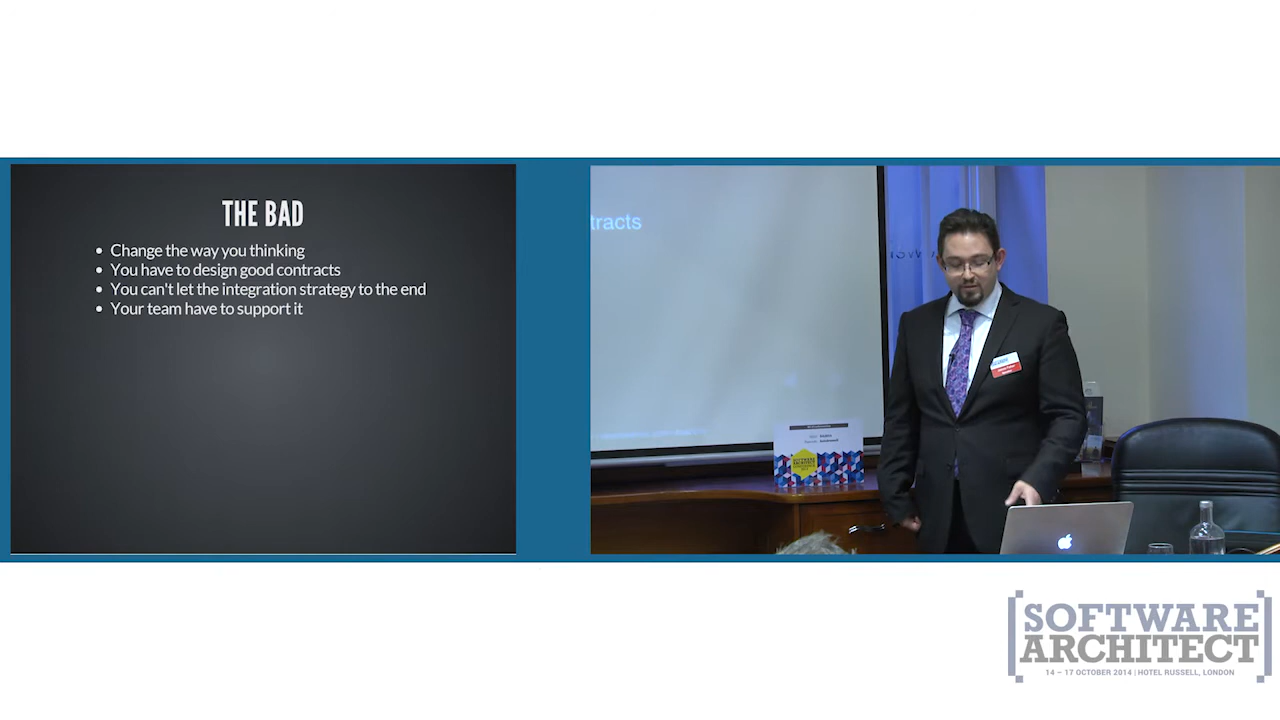 THE BAD
Change the way you thinking
You have to design good contracts
You can't let the integration strategy to the end
Your team have to support it
tracts
SOFTWARE
ARCHITECT
[SOFTWARE
ARCHITECT]
14 – 17 OCTOBER 2014 | HOTEL RUSSELL, LONDON